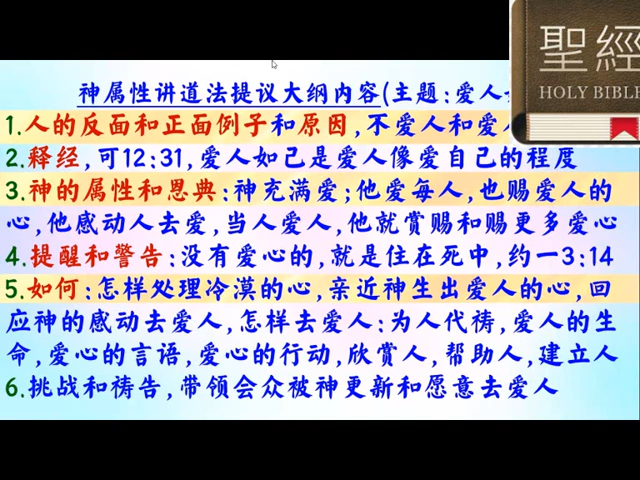 聖經
HOLY BIBLE
神属性讲道法提议大纲内容(主题:爱人
1.人的反面和正面例子和原因,不爱人和爱
2.释经,可12:31,爱人如己是爱人像爱自己的程度
3.神的属性和恩典:神充满爱;他爱每人,也赐爱人的
心,他感动人去爱,当人爱人,他就赏赐和赐更多爱心
4.提醒和警告:没有爱心的,就是住在死中,约一3:14
5.如何:怎样处理冷漠的心,亲近神生出爱人的心,回
应神的感动去爱人,怎样去爱人:为人代祷,爱人的生
命,爱心的言语,爱心的行动,欣赏人,帮助人,建立人
6.挑战和祷告,带领会众被神更新和愿意去爱人